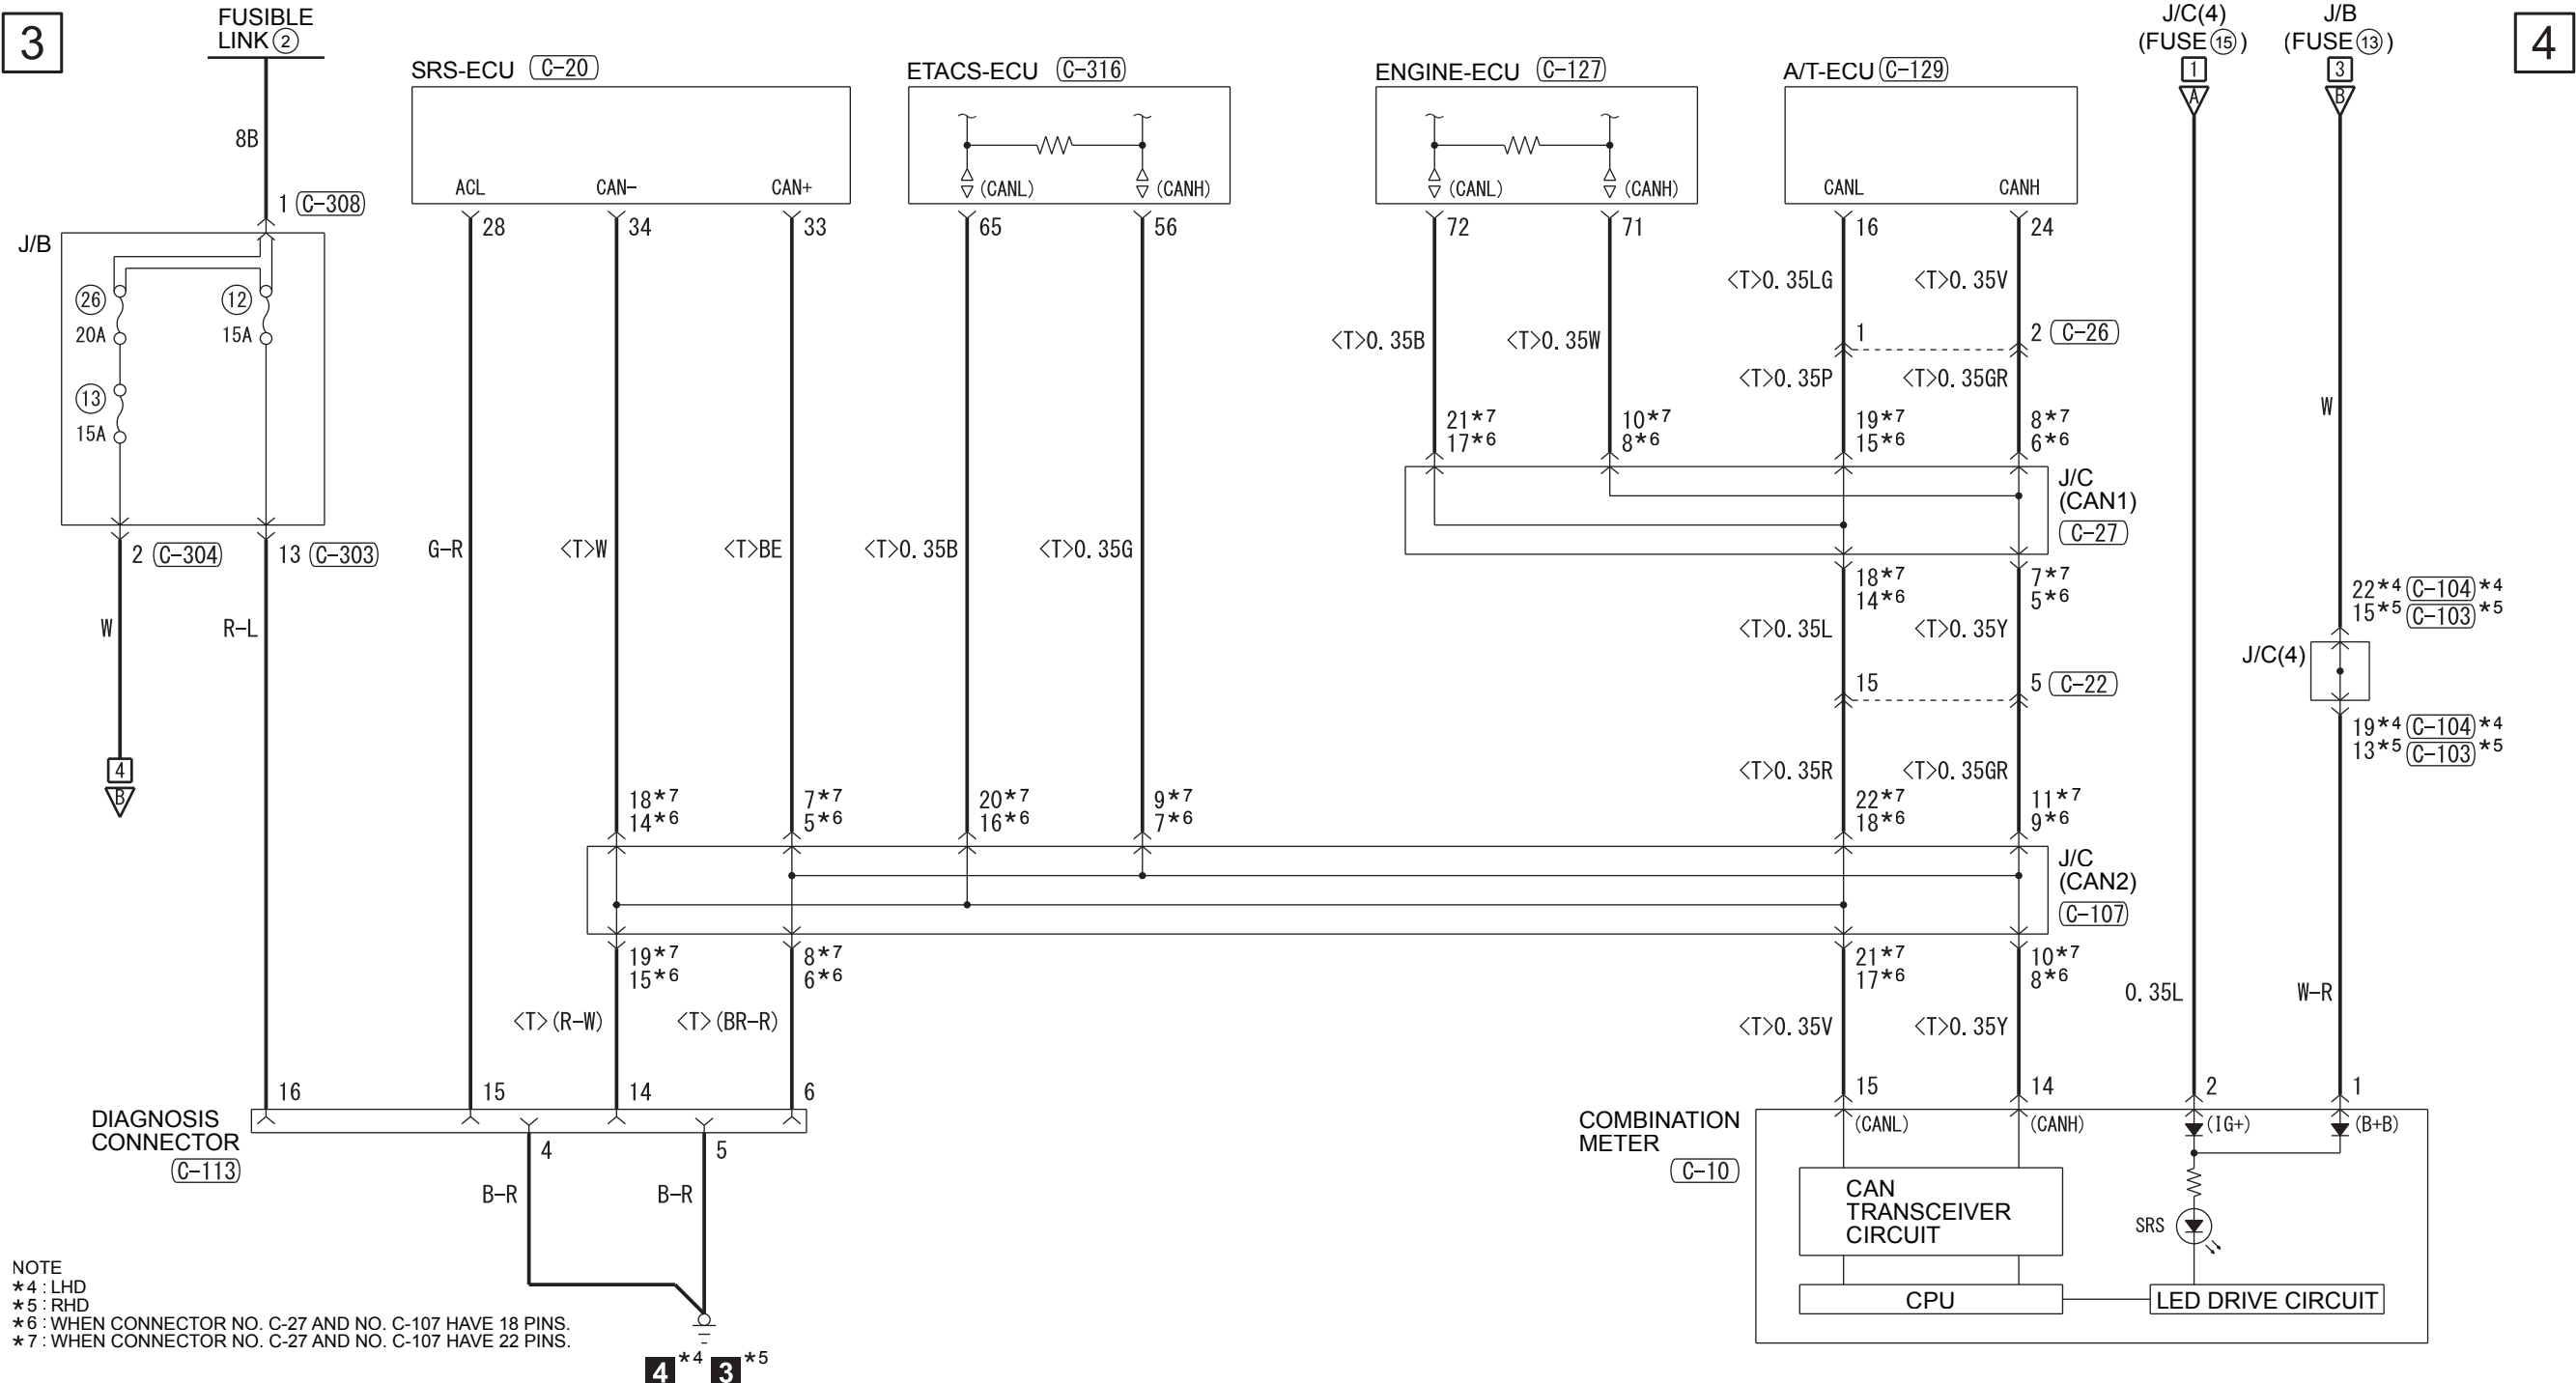 3
FUSIBLE
LINK②
8B
1 C-308
J/B
26
20A
12
15A
13
15A
2 C-304
13 C-303
W
R-L
4
B
SRS-ECU C-20
ACL
CAN-
CAN+
28
34
33
G-R
<T>W
<T>BE
18*7
14*6
7*7
5*6
ETACS-ECU C-316
(CANL)
(CANH)
65
56
<T>0.35B
<T>0.35G
20*7
16*6
9*7
7*6
ENGINE-ECU C-127
(CANL)
(CANH)
72
71
<T>0.35B
<T>0.35W
21*7
17*6
10*7
8*6
A/T-ECU C-129
CANL
CANH
16
24
<T>0.35LG
<T>0.35V
1
2 C-26
<T>0.35P
<T>0.35GR
19*7
15*6
8*7
6*6
J/C
(CAN1)
C-27
18*7
14*6
7*7
5*6
<T>0.35L
<T>0.35Y
15
5 C-22
<T>0.35R
<T>0.35GR
22*7
18*6
11*7
9*6
J/C
(CAN2)
C-107
19*7
15*6
8*7
6*6
<T>(R-W)
<T>(BR-R)
21*7
17*6
10*7
8*6
<T>0.35V
<T>0.35Y
J/C(4)
(FUSE⑮)
1
A
0.35L
J/B
(FUSE⑬)
3
B
4
W
22*4 C-104 *4
15*5 C-103 *5
J/C(4)
19*4 C-104 *4
13*5 C-103 *5
W-R
16
15
14
6
DIAGNOSIS
CONNECTOR
C-113
4
5
B-R
B-R
4 *4 3 *5
15
14
2
1
COMBINATION
METER
C-10
(CANL)
(CANH)
(IG+)
(B+B)
CAN
TRANSCEIVER
CIRCUIT
SRS
CPU
LED DRIVE CIRCUIT
NOTE
*4 : LHD
*5 : RHD
*6 : WHEN CONNECTOR NO. C-27 AND NO. C-107 HAVE 18 PINS.
*7 : WHEN CONNECTOR NO. C-27 AND NO. C-107 HAVE 22 PINS.